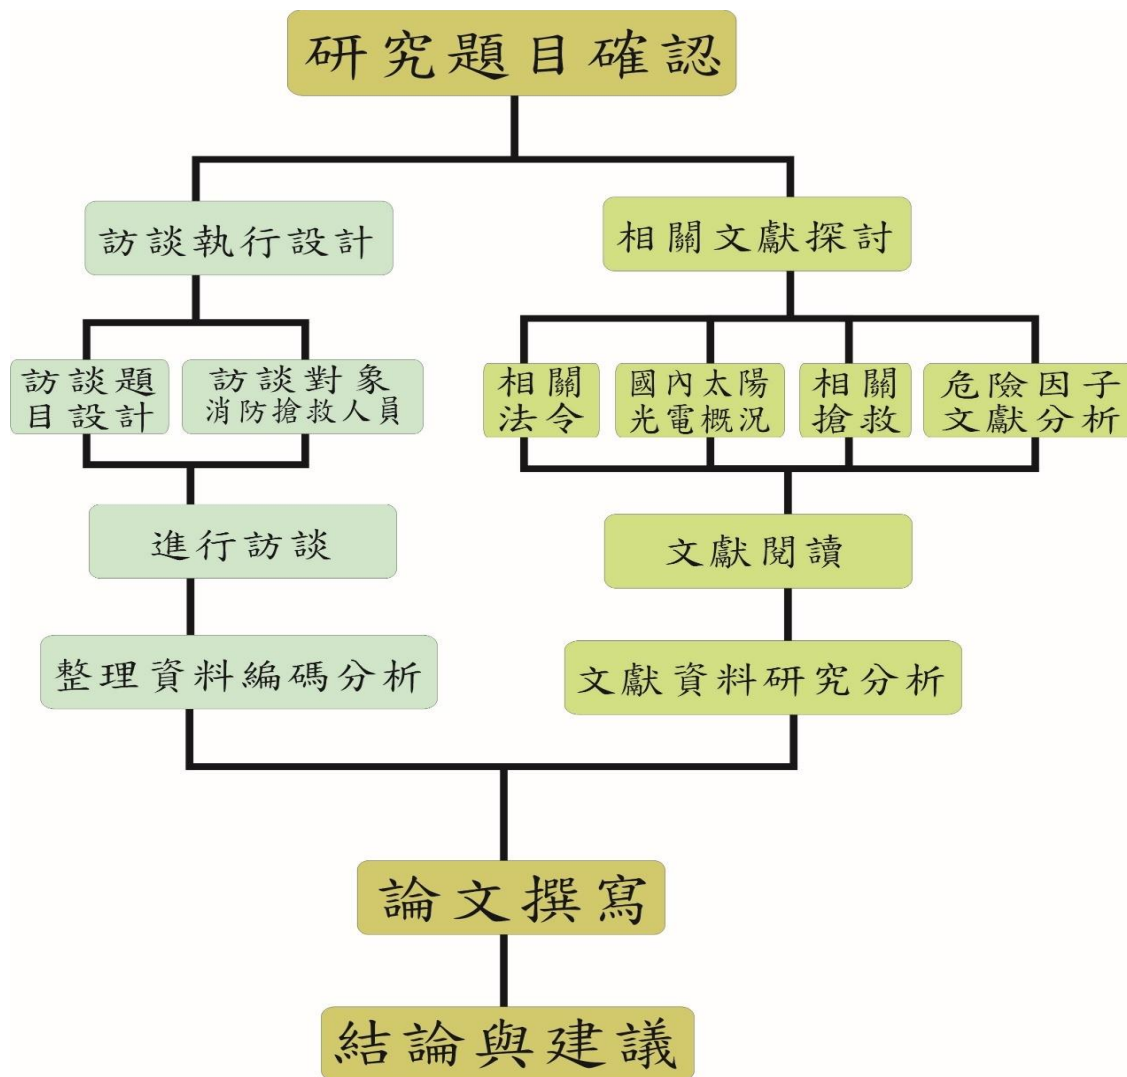 研究題目確認
訪談執行設計
相關文獻探討
訪談題
目設計
訪談對象
消防搶救人員
相關
法令
國內太陽
光電概況
相關
搶救
危險因子
文獻分析
進行訪談
文獻閱讀
整理資料編碼分析
文獻資料研究分析
論文撰寫
結論與建議